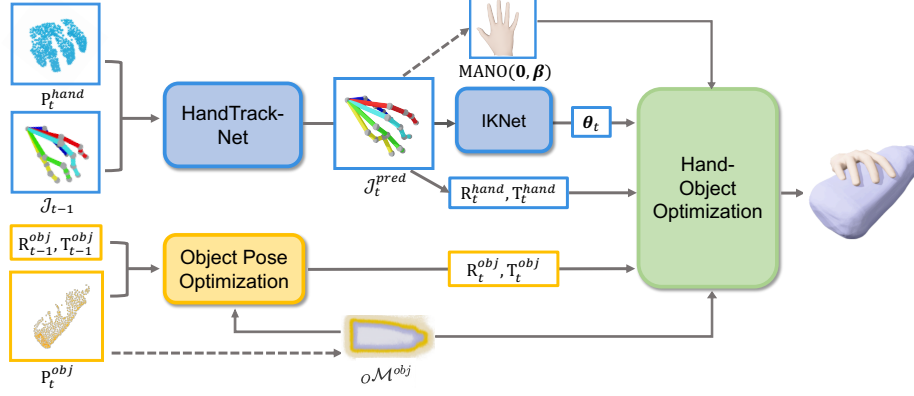 P_t^{hand}
𝒥_{t−1}
HandTrack-
Net
𝒥_t^{pred}
MANO(𝟎, 𝜷)
IKNet
𝜽_t
R_t^{hand}, T_t^{hand}
R_{t−1}^{obj}, T_{t−1}^{obj}
P_t^{obj}
Object Pose
Optimization
R_t^{obj}, T_t^{obj}
_Oℳ^{obj}
Hand-
Object
Optimization